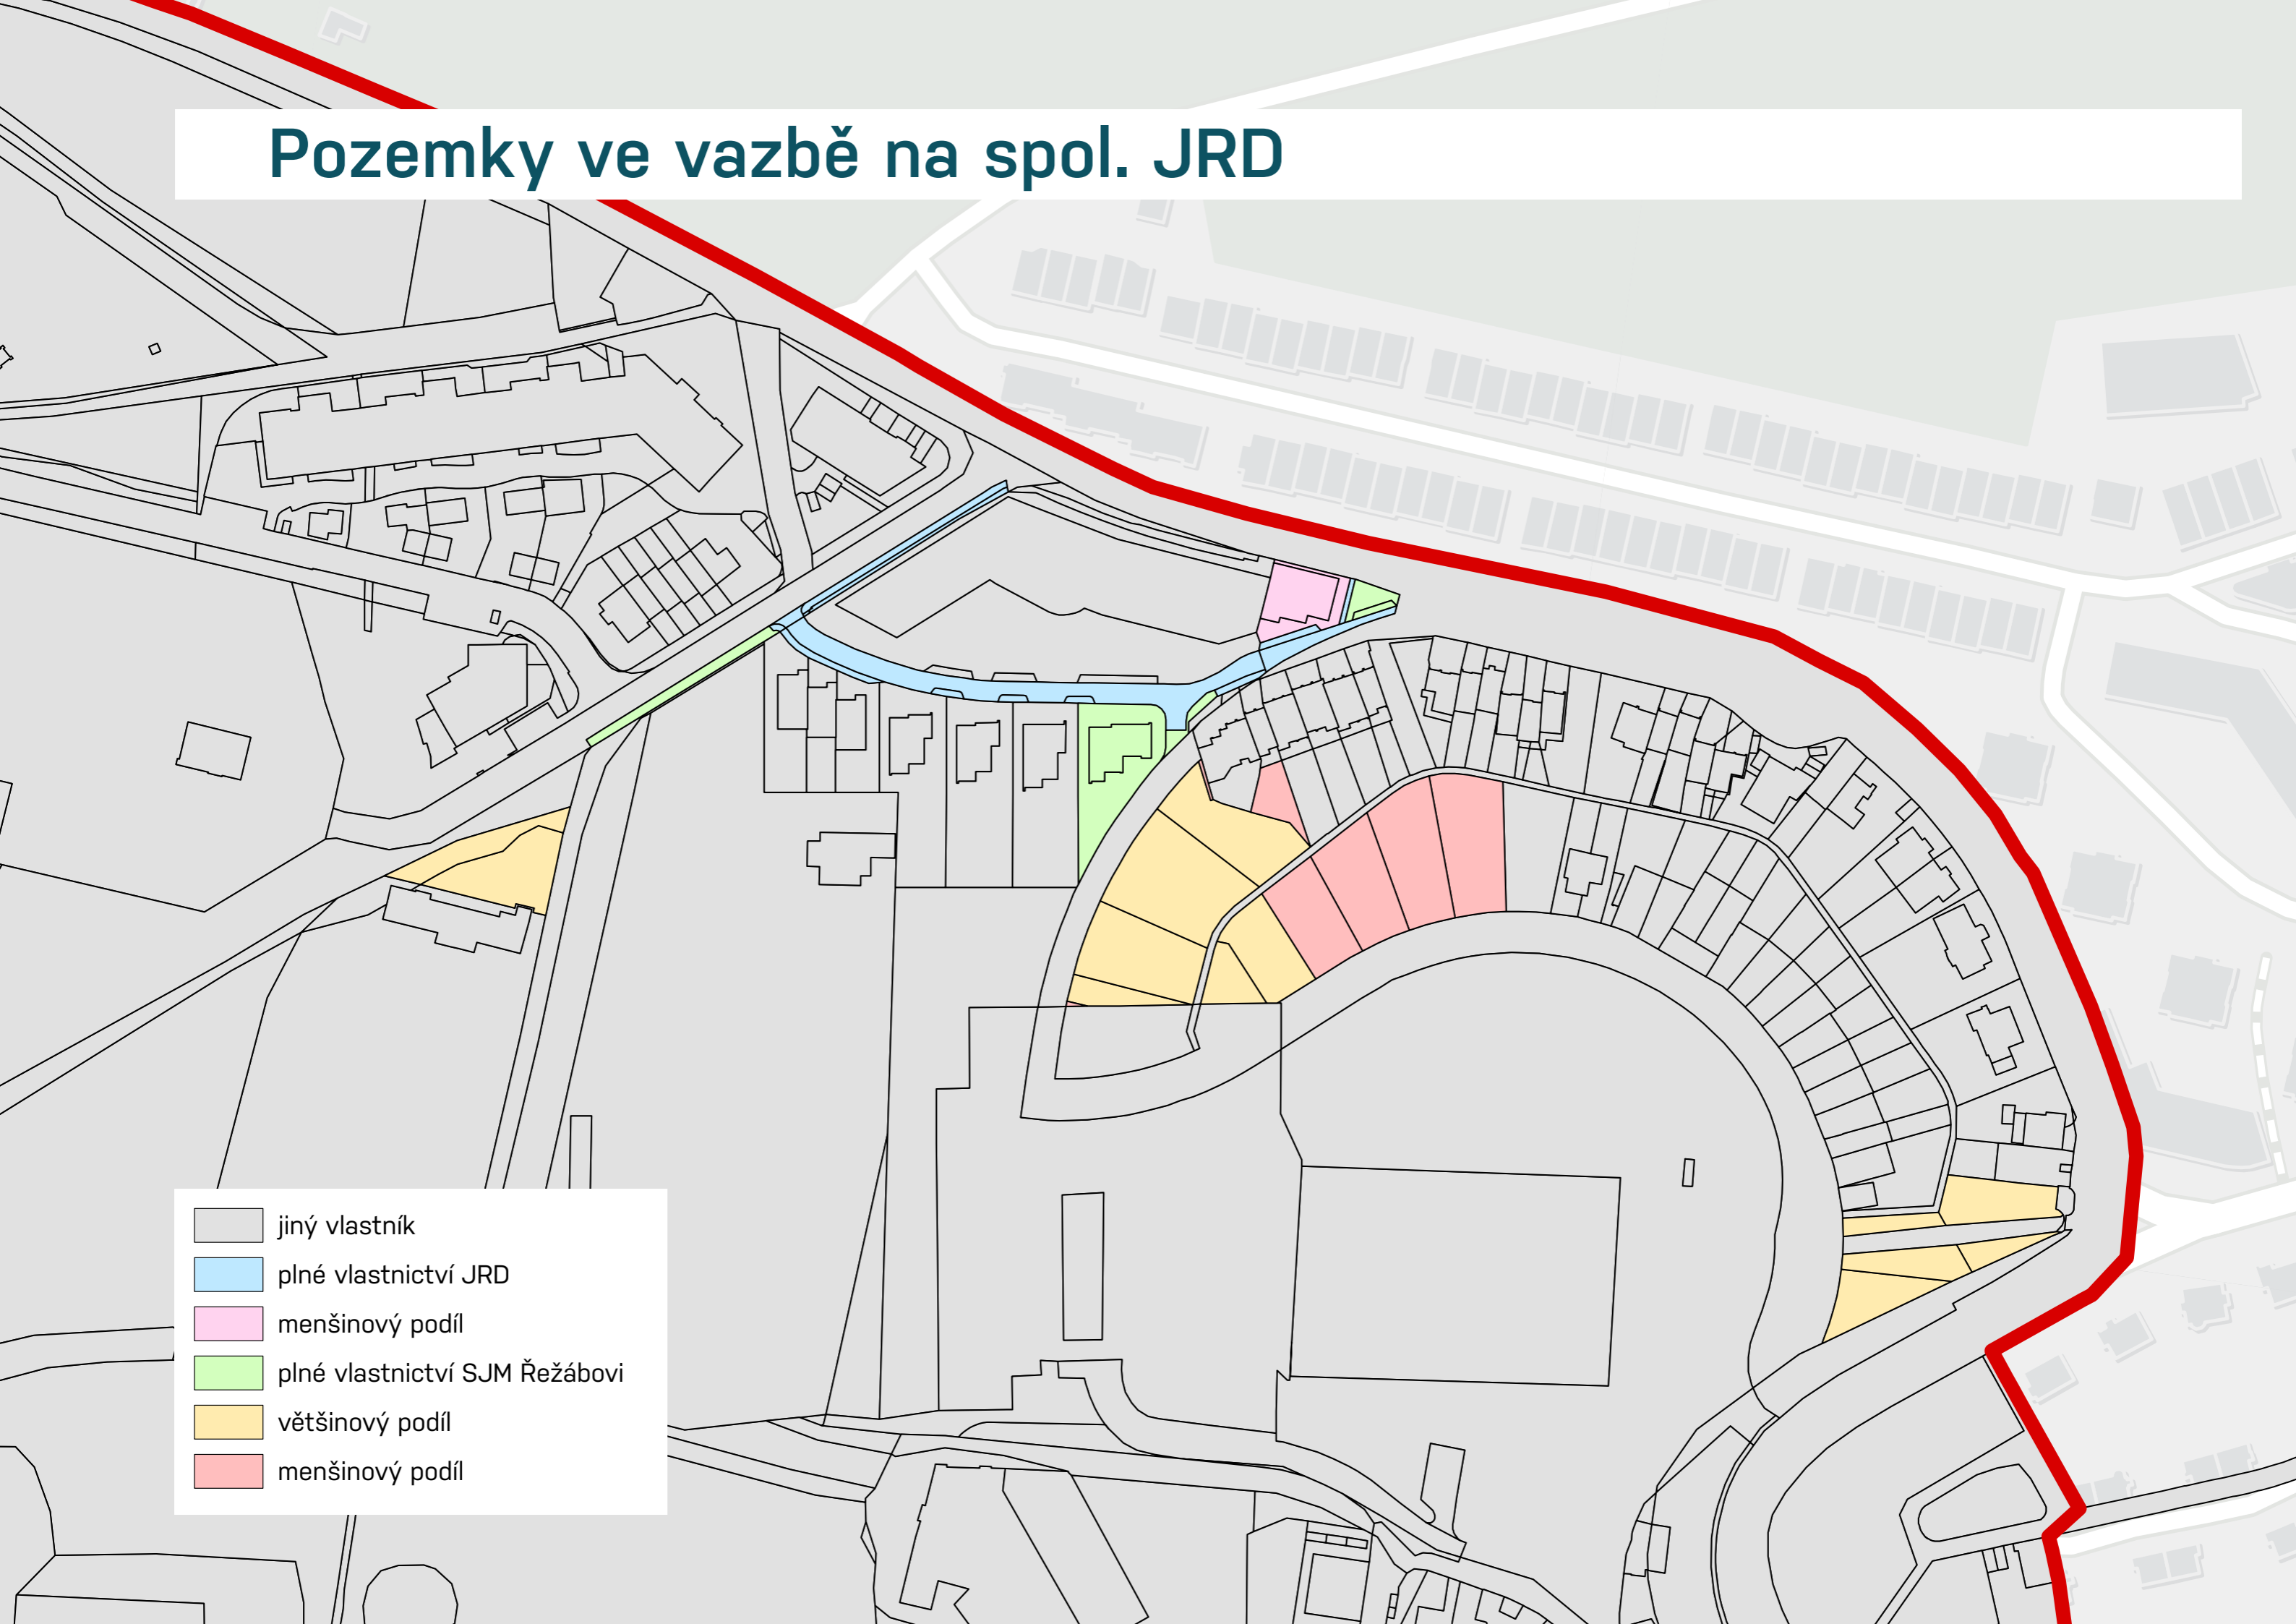 Pozemky ve vazbě na spol. JRD
jiný vlastník
plné vlastnictví JRD
menšinový podíl
plné vlastnictví SJM Řežábovi
většinový podíl
menšinový podíl